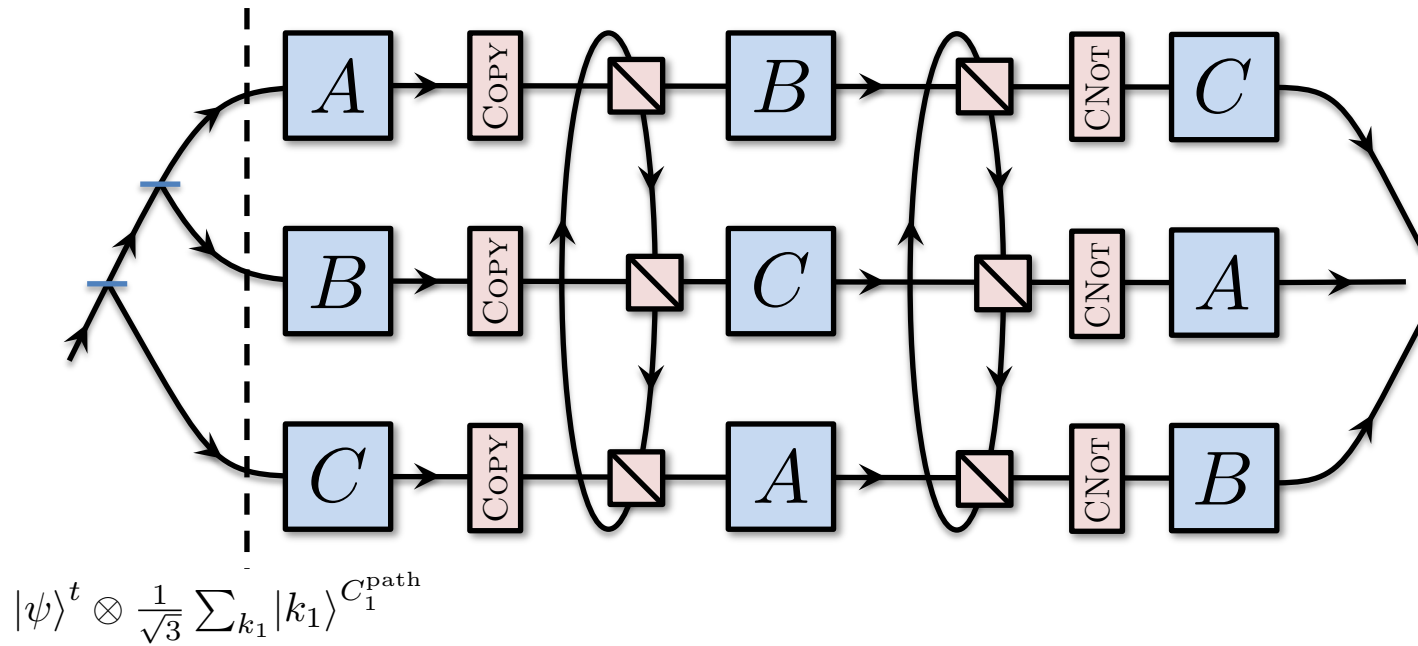 A COPY B CNOT C
B COPY C CNOT A
C COPY A CNOT B
|ψ⟩^t ⊗ 1/√3 ∑_{k_1} |k_1⟩^{C_1^{path}}